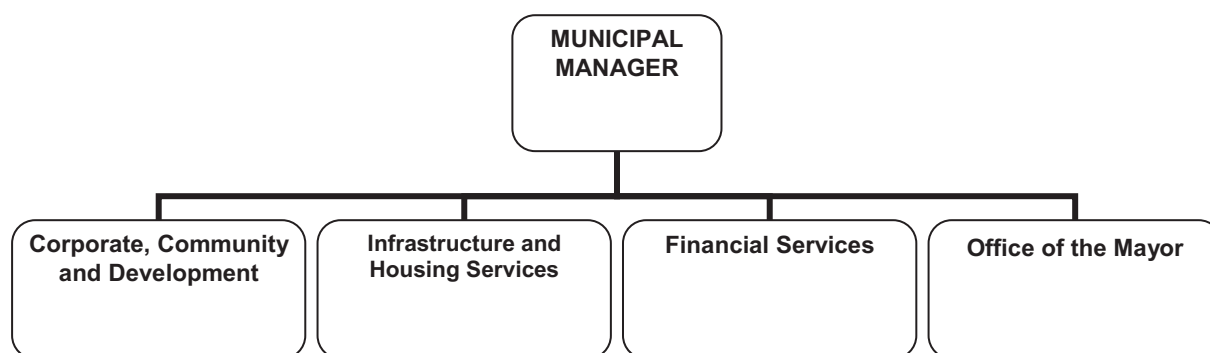 MUNICIPAL
MANAGER
Corporate, Community
and Development
Infrastructure and
Housing Services
Financial Services
Office of the Mayor